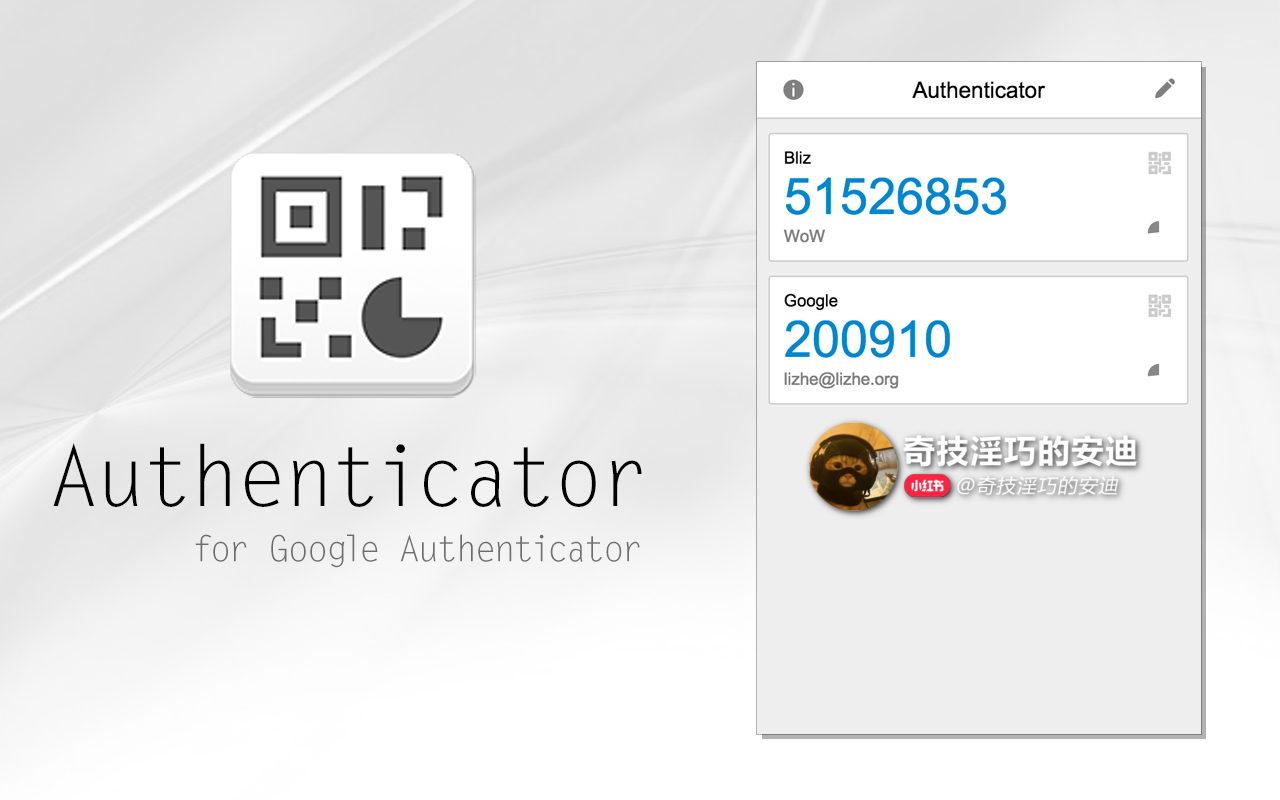 Authenticator
for Google Authenticator
Authenticator
Bliz
51526853
WoW
Google
200910
lizhe@lizhe.org
奇技淫巧的安迪
小红书 @奇技淫巧的安迪